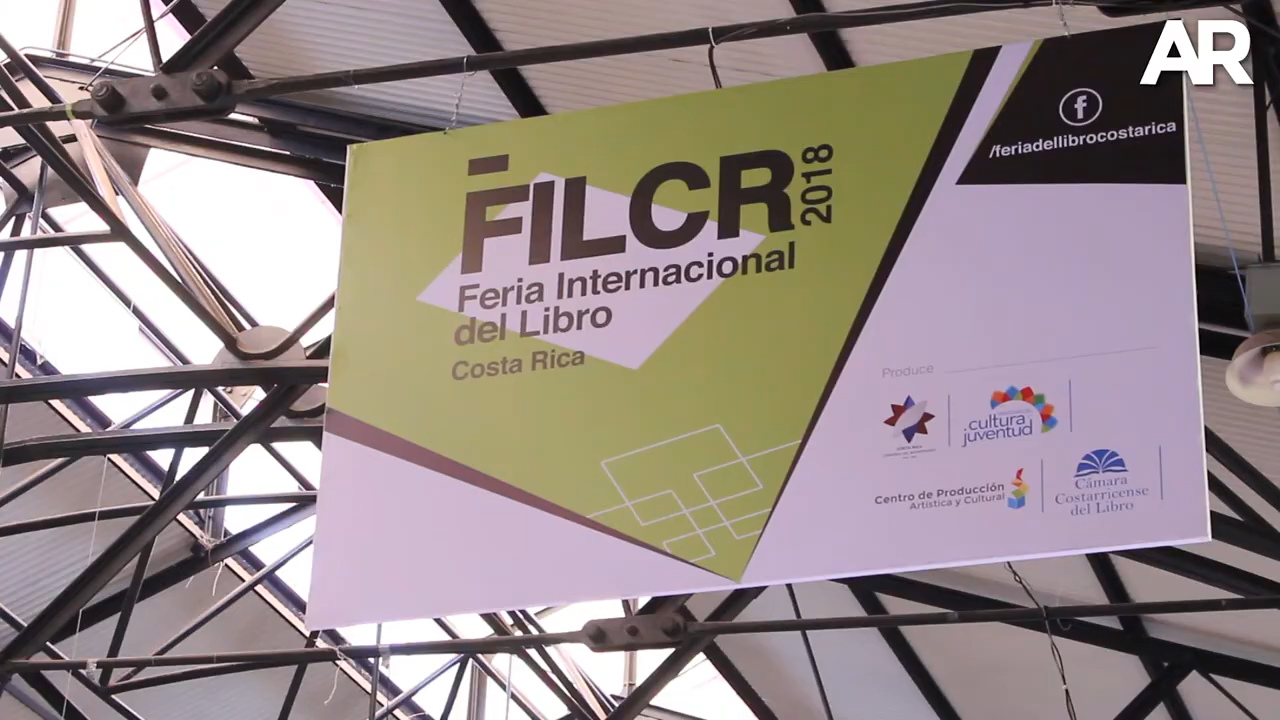 AR
/feriadellibrocostarica
FILCR
2018
Feria Internacional
del Libro
Costa Rica
Produce
cultura
juventud
Centro de Producción
Artística y Cultural
Cámara
Costarricense
del Libro